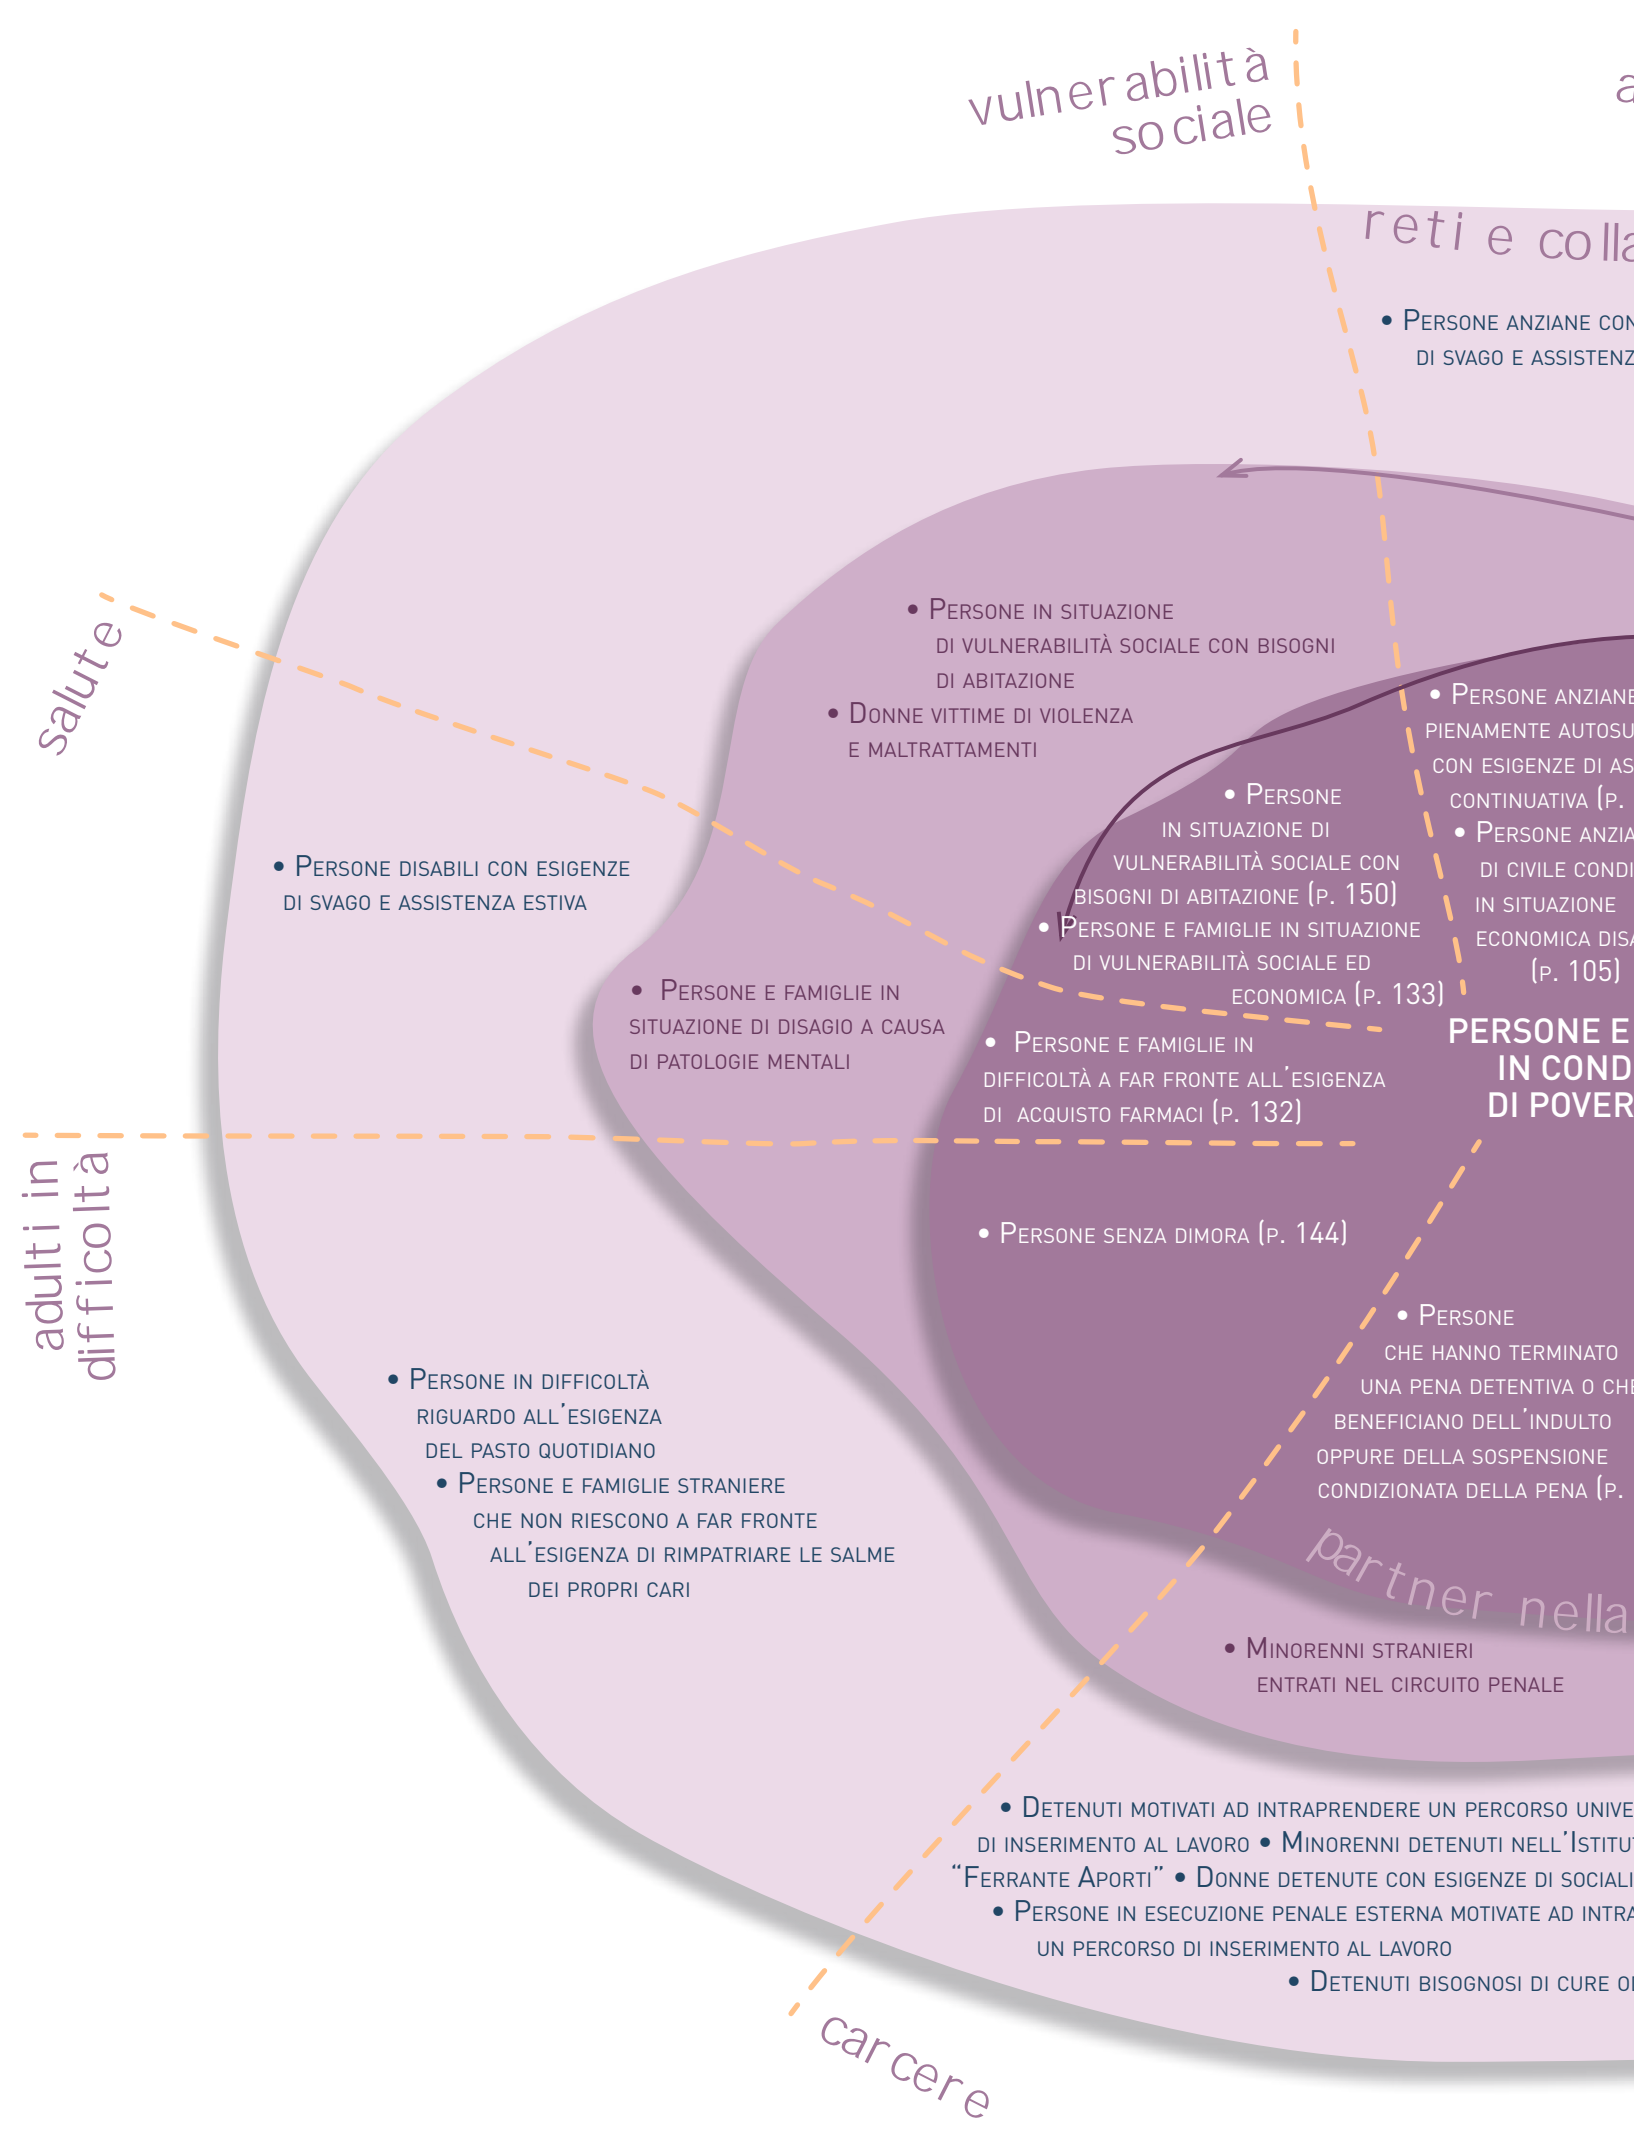 vulnerabilità
sociale
a
reti e colla
• Persone anziane con
di svago e assistenz
• Persone in situazione
di vulnerabilità sociale con bisogni
di abitazione
• Donne vittime di violenza
e maltrattamenti
salute
• Persone anziane
pienamente autosu
con esigenze di as
continuativa (p.
• Persone anzia
di civile condi
in situazione
economica disa
(p. 105)
• Persone
in situazione di
vulnerabilità sociale con
bisogni di abitazione (p. 150)
• Persone e famiglie in situazione
di vulnerabilità sociale ed
economica (p. 133)
• Persone disabili con esigenze
di svago e assistenza estiva
• Persone e famiglie in
situazione di disagio a causa
di patologie mentali
• Persone e famiglie in
difficoltà a far fronte all'esigenza
di acquisto farmaci (p. 132)
PERSONE E
IN COND
DI POVER
adulti in
difficoltà
• Persone senza dimora (p. 144)
• Persone
che hanno terminato
una pena detentiva o che
beneficiano dell'indulto
oppure della sospensione
condizionata della pena (p.
• Persone in difficoltà
riguardo all'esigenza
del pasto quotidiano
• Persone e famiglie straniere
che non riescono a far fronte
all'esigenza di rimpatriare le salme
dei propri cari
partner nella
• Minorenni stranieri
entrati nel circuito penale
• Detenuti motivati ad intraprendere un percorso unive
di inserimento al lavoro • Minorenni detenuti nell'Istitut
“Ferrante Aporti” • Donne detenute con esigenze di sociali
• Persone in esecuzione penale esterna motivate ad intra
un percorso di inserimento al lavoro
• Detenuti bisognosi di cure o
carcere